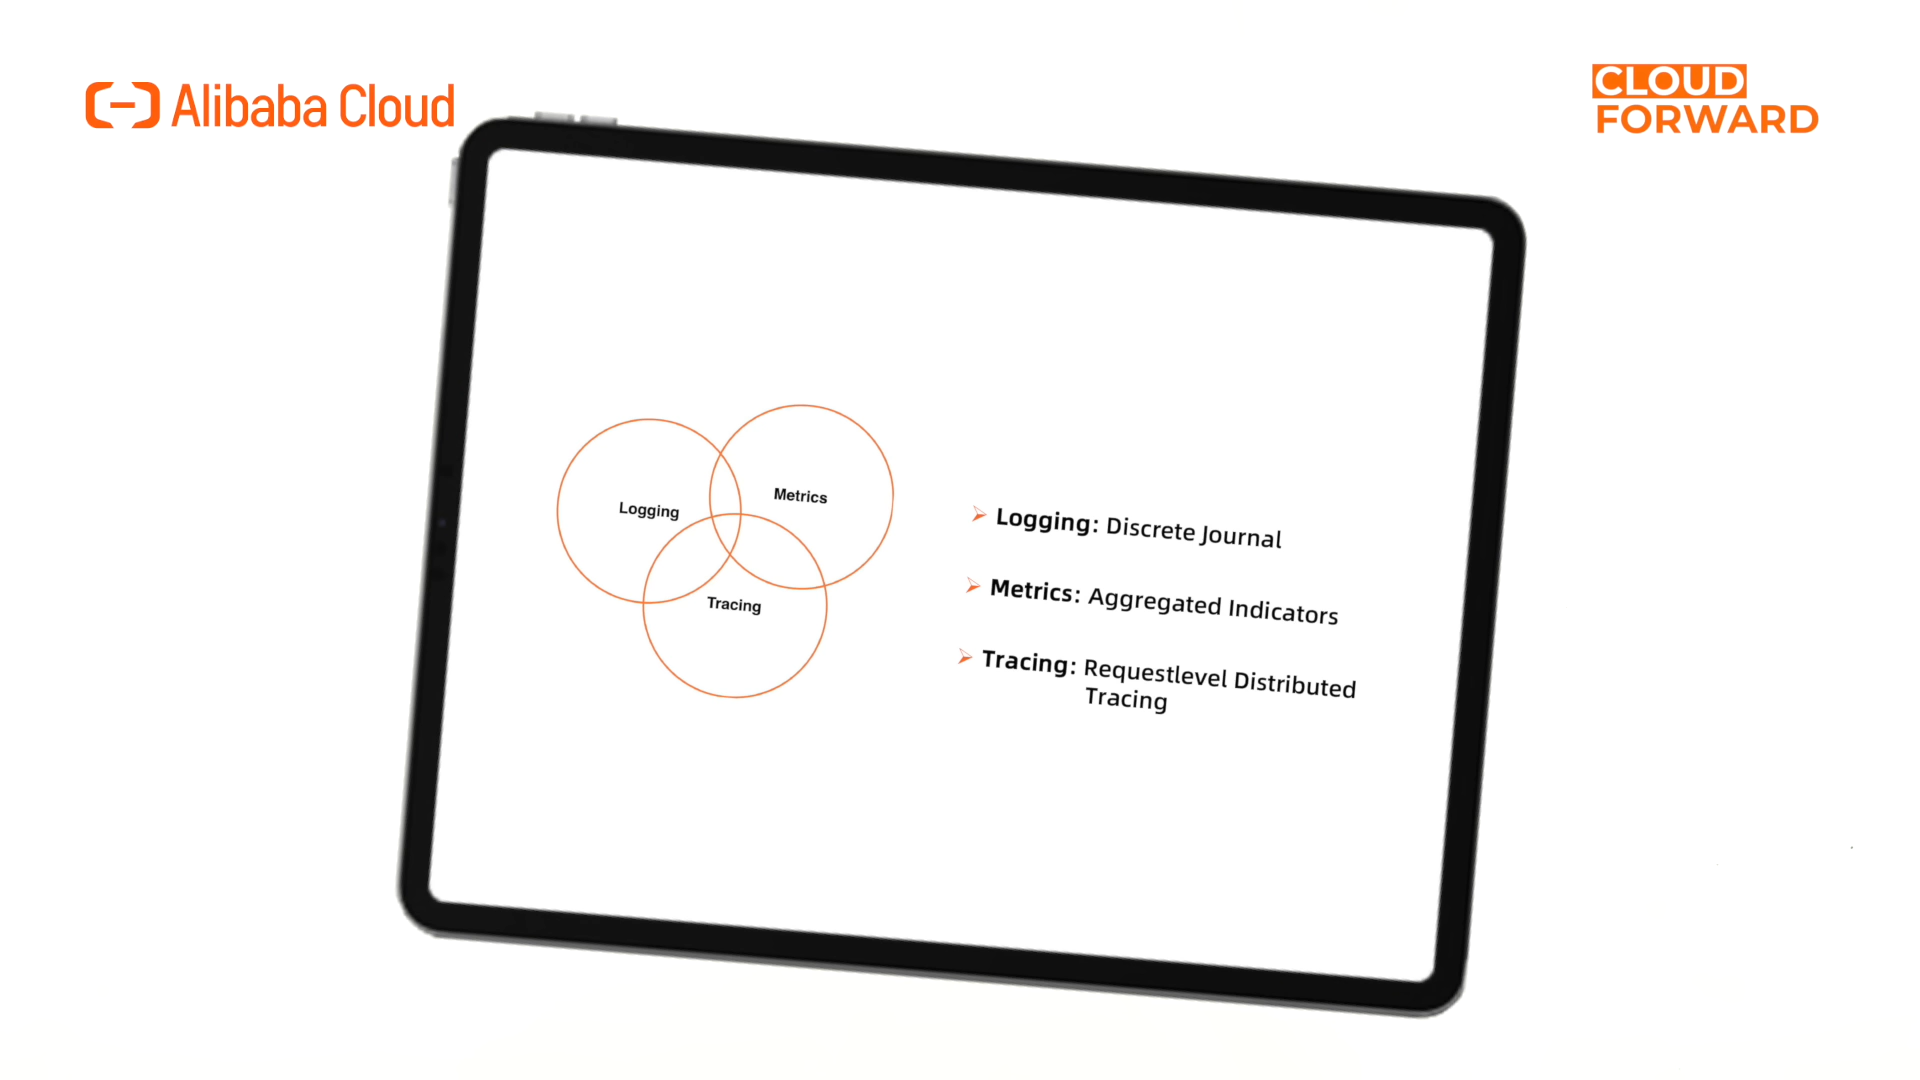 Alibaba Cloud
CLOUD
FORWARD
Logging
Metrics
Tracing
Logging: Discrete Journal
Metrics: Aggregated Indicators
Tracing: Requestlevel Distributed
Tracing